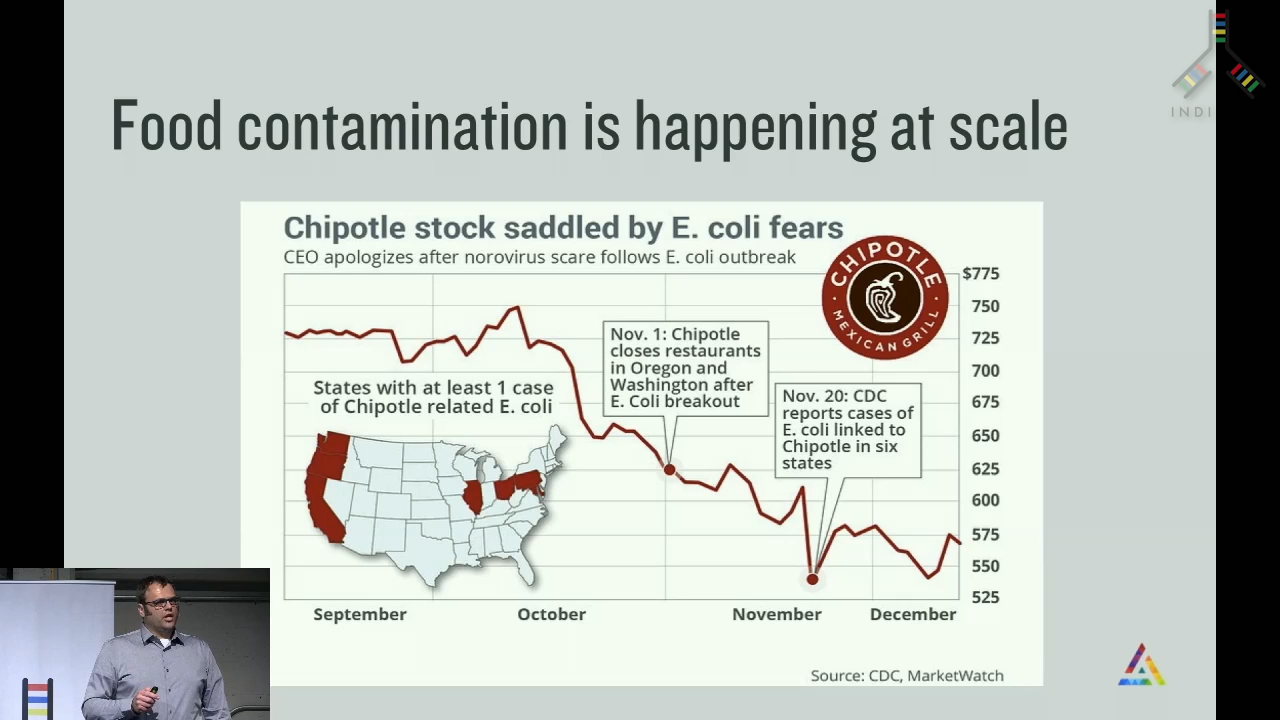 INDI
Food contamination is happening at scale
Chipotle stock saddled by E. coli fears
CEO apologizes after norovirus scare follows E. coli outbreak
CHIPOTLE
MEXICAN GRILL
$775
750
725
700
675
650
625
600
575
550
525
Nov. 1: Chipotle
closes restaurants
in Oregon and
Washington after
E. Coli breakout
Nov. 20: CDC
reports cases of
E. coli linked to
Chipotle in six
states
States with at least 1 case
of Chipotle related E. coli
September
October
November
December
Source: CDC, MarketWatch